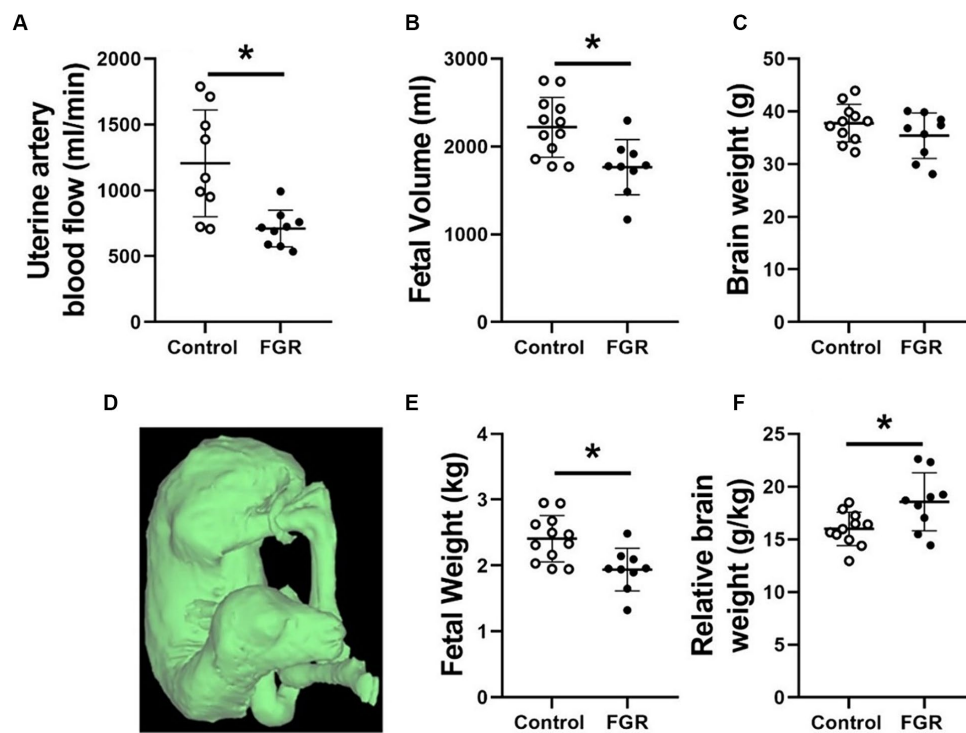 A
Uterine artery
blood flow (ml/min)
2000
1500
1000
500
0
*
Control FGR
B
Fetal Volume (ml)
3000
2000
1000
0
*
Control FGR
C
Brain weight (g)
50
40
30
20
10
0
Control FGR
D
E
Fetal Weight (kg)
4
3
2
1
0
*
Control FGR
F
Relative brain
weight (g/kg)
25
20
15
10
5
0
*
Control FGR